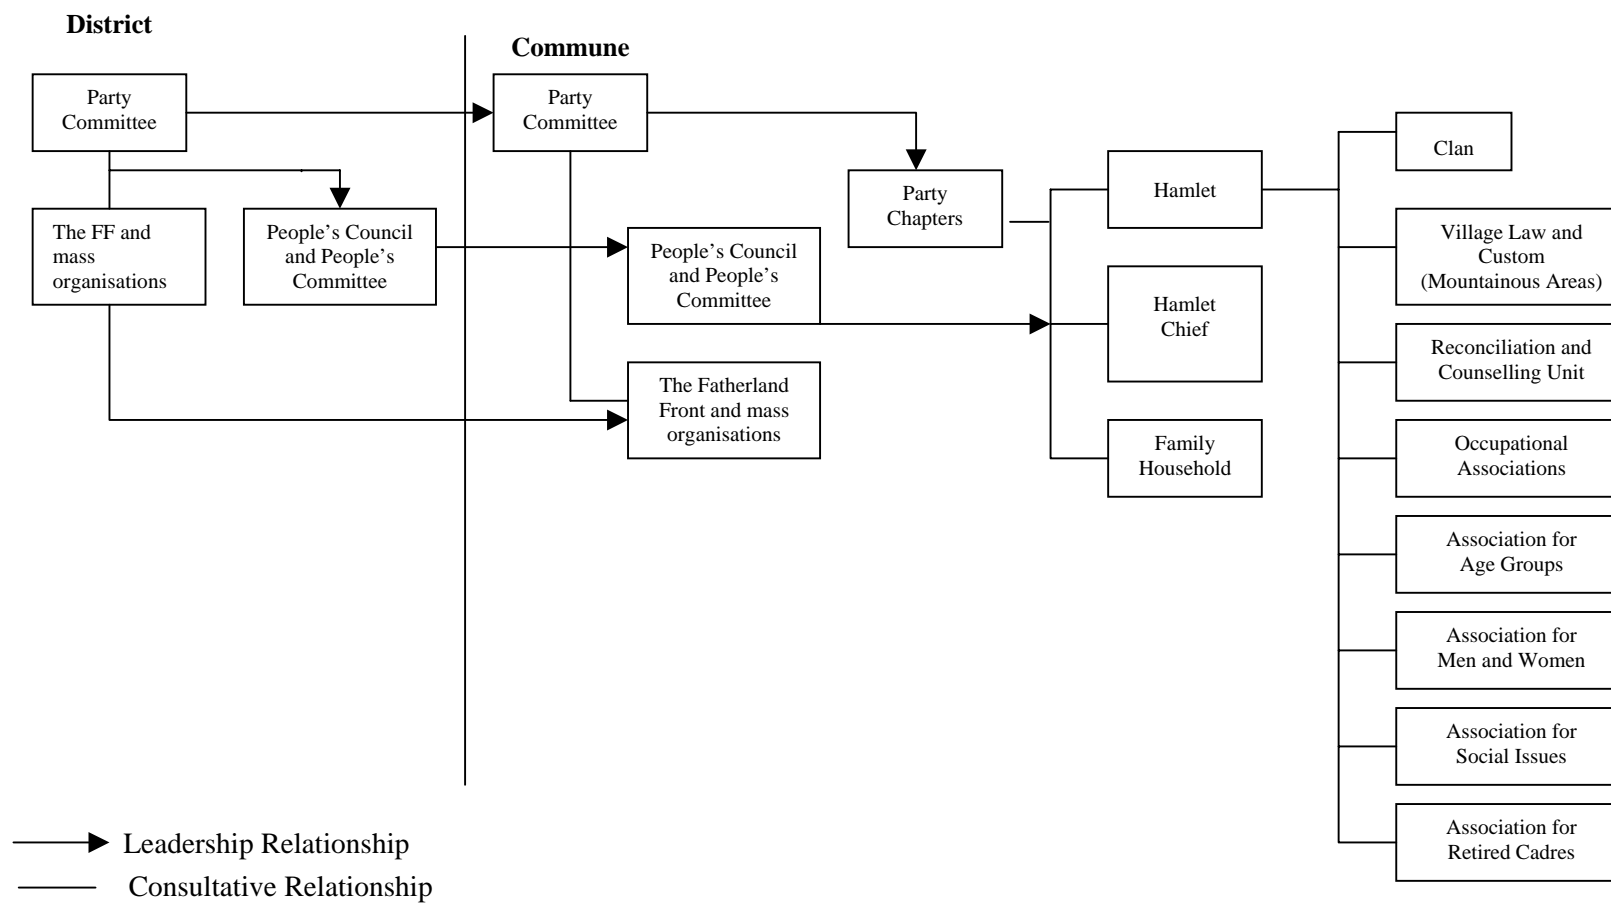 District
Commune
Party
Committee
Party
Committee
Clan
Party
Chapters
Hamlet
The FF and
mass
organisations
People's Council
and People's
Committee
People's Council
and People's
Committee
Village Law and
Custom
(Mountainous Areas)
Hamlet
Chief
Reconciliation and
Counselling Unit
The Fatherland
Front and mass
organisations
Family
Household
Occupational
Associations
Association for
Age Groups
Association for
Men and Women
Association for
Social Issues
Association for
Retired Cadres
Leadership Relationship
Consultative Relationship